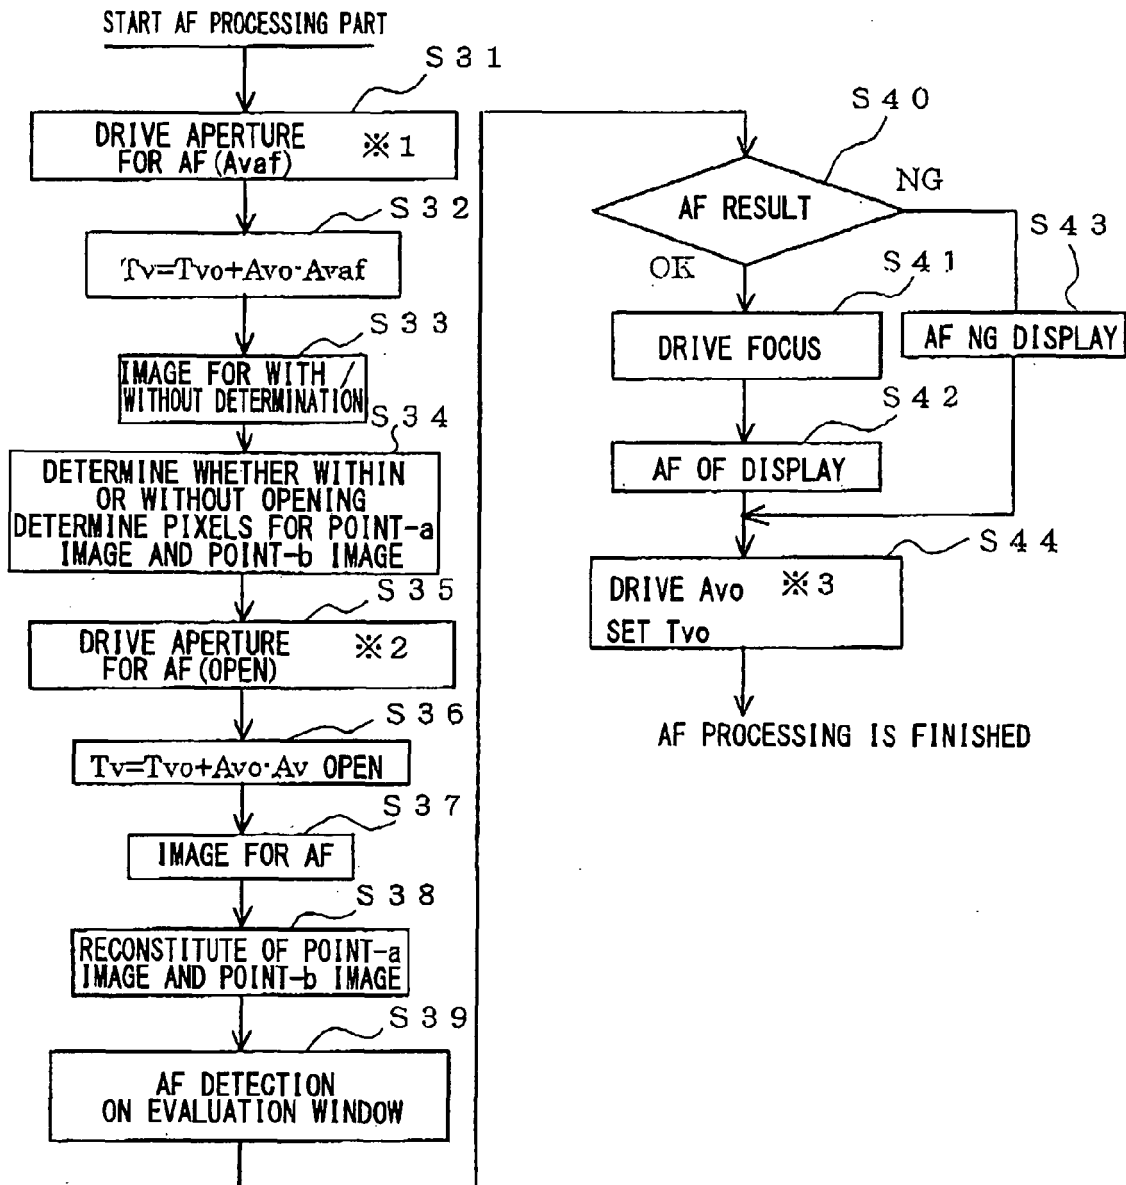 START AF PROCESSING PART
S31
DRIVE APERTURE ※1
FOR AF(Avaf)
S32
Tv=Tvo+Avo·Avaf
S33
IMAGE FOR WITH /
WITHOUT DETERMINATION
S34
DETERMINE WHETHER WITHIN
OR WITHOUT OPENING
DETERMINE PIXELS FOR POINT-a
IMAGE AND POINT-b IMAGE
S35
DRIVE APERTURE ※2
FOR AF(OPEN)
S36
Tv=Tvo+Avo·Av OPEN
S37
IMAGE FOR AF
S38
RECONSTITUTE OF POINT-a
IMAGE AND POINT-b IMAGE
S39
AF DETECTION
ON EVALUATION WINDOW
S40
AF RESULT
NG
OK
S43
AF NG DISPLAY
S41
DRIVE FOCUS
S42
AF OF DISPLAY
S44
DRIVE Avo ※3
SET Tvo
AF PROCESSING IS FINISHED